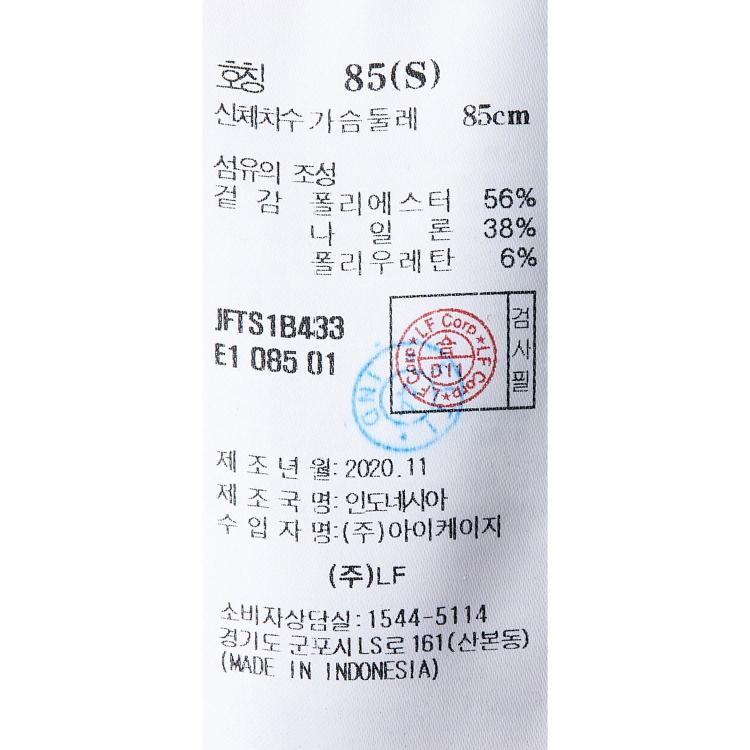 호칭 85(S)
신체치수 가슴둘레 85cm
섬유의 조성
겉감 폴리에스터 56%
나일론 38%
폴리우레탄 6%
JFTS1B433
E1 085 01
LF Corp★LF Corp★LF Corp★
011
검사필
제조년월:2020.11
제조국명:인도네시아
수입자명:(주)아이케이지
(주)LF
소비자상담실:1544-5114
경기도 군포시 LS로 161(산본동)
(MADE IN INDONESIA)